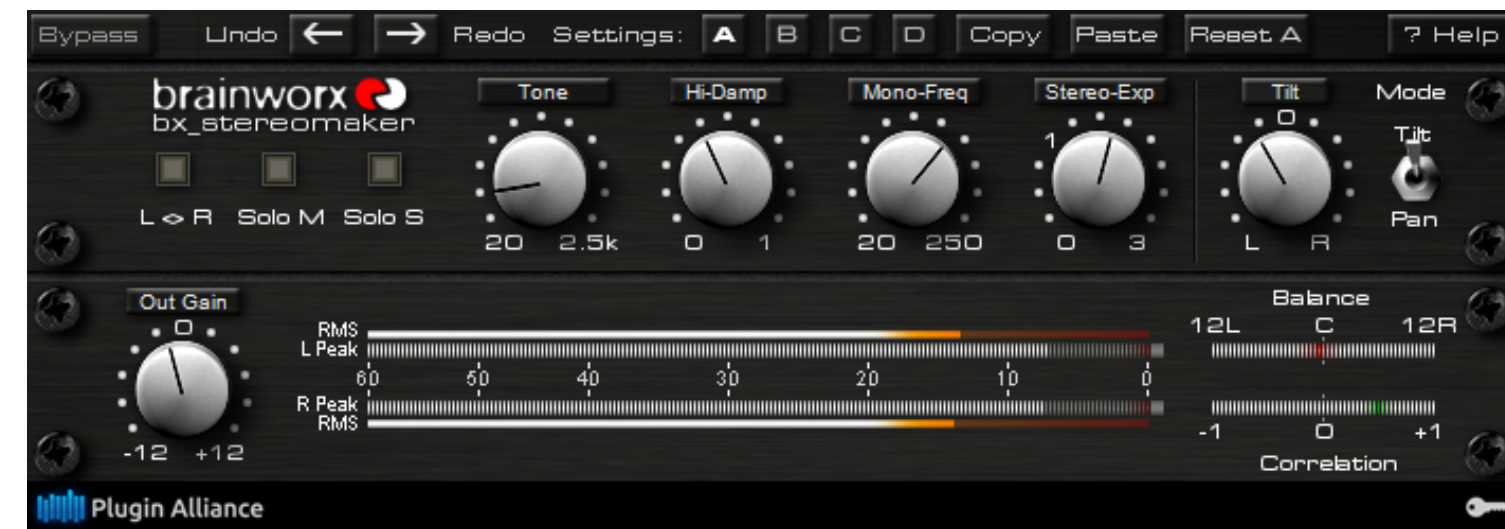 Bypass Undo ← → Redo Settings: A B C D Copy Paste Reset A ? Help
brainworx
bx_stereomaker
Tone Hi-Damp Mono-Freq Stereo-Exp Tilt Mode
0
1
Tilt
L <> R Solo M Solo S
Pan
20 2.5k 0 1 20 250 0 3 L R
Out Gain
0
-12 +12
RMS
L Peak
60 50 40 30 20 10 0
R Peak
RMS
Balance
12L C 12R
-1 0 +1
Correlation
Plugin Alliance